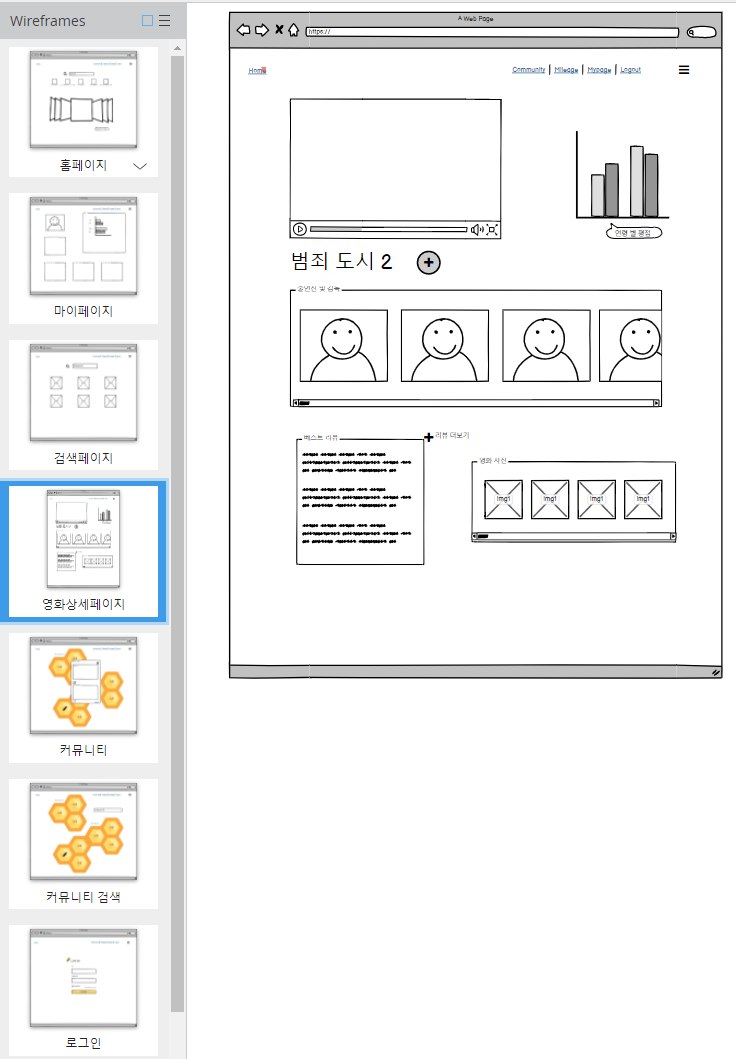 Wireframes
홈페이지
마이페이지
검색페이지
영화상세페이지
커뮤니티
커뮤니티 검색
로그인
A Web Page
https://
Home
Community | Mileage | Mypage | Logout
연령 별 평점
범죄 도시 2
출연진 및 감독
베스트 리뷰
리뷰 더보기
영화 사진
img1 img1 img1 img1